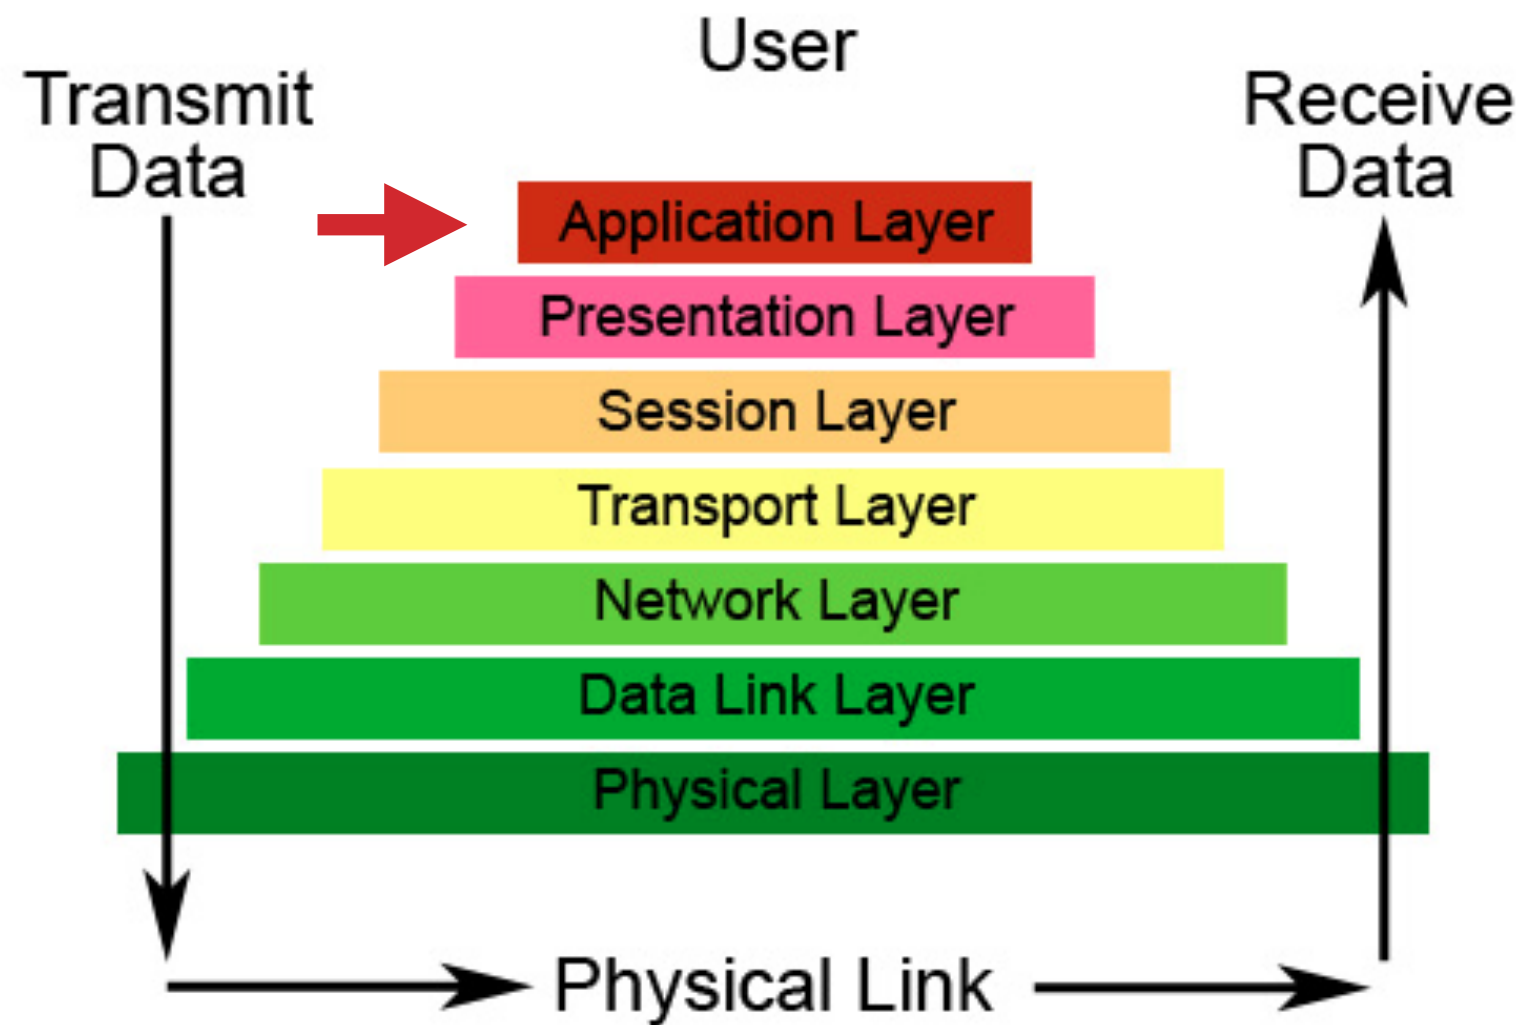 User
Transmit
Data
Receive
Data
Application Layer
Presentation Layer
Session Layer
Transport Layer
Network Layer
Data Link Layer
Physical Layer
Physical Link